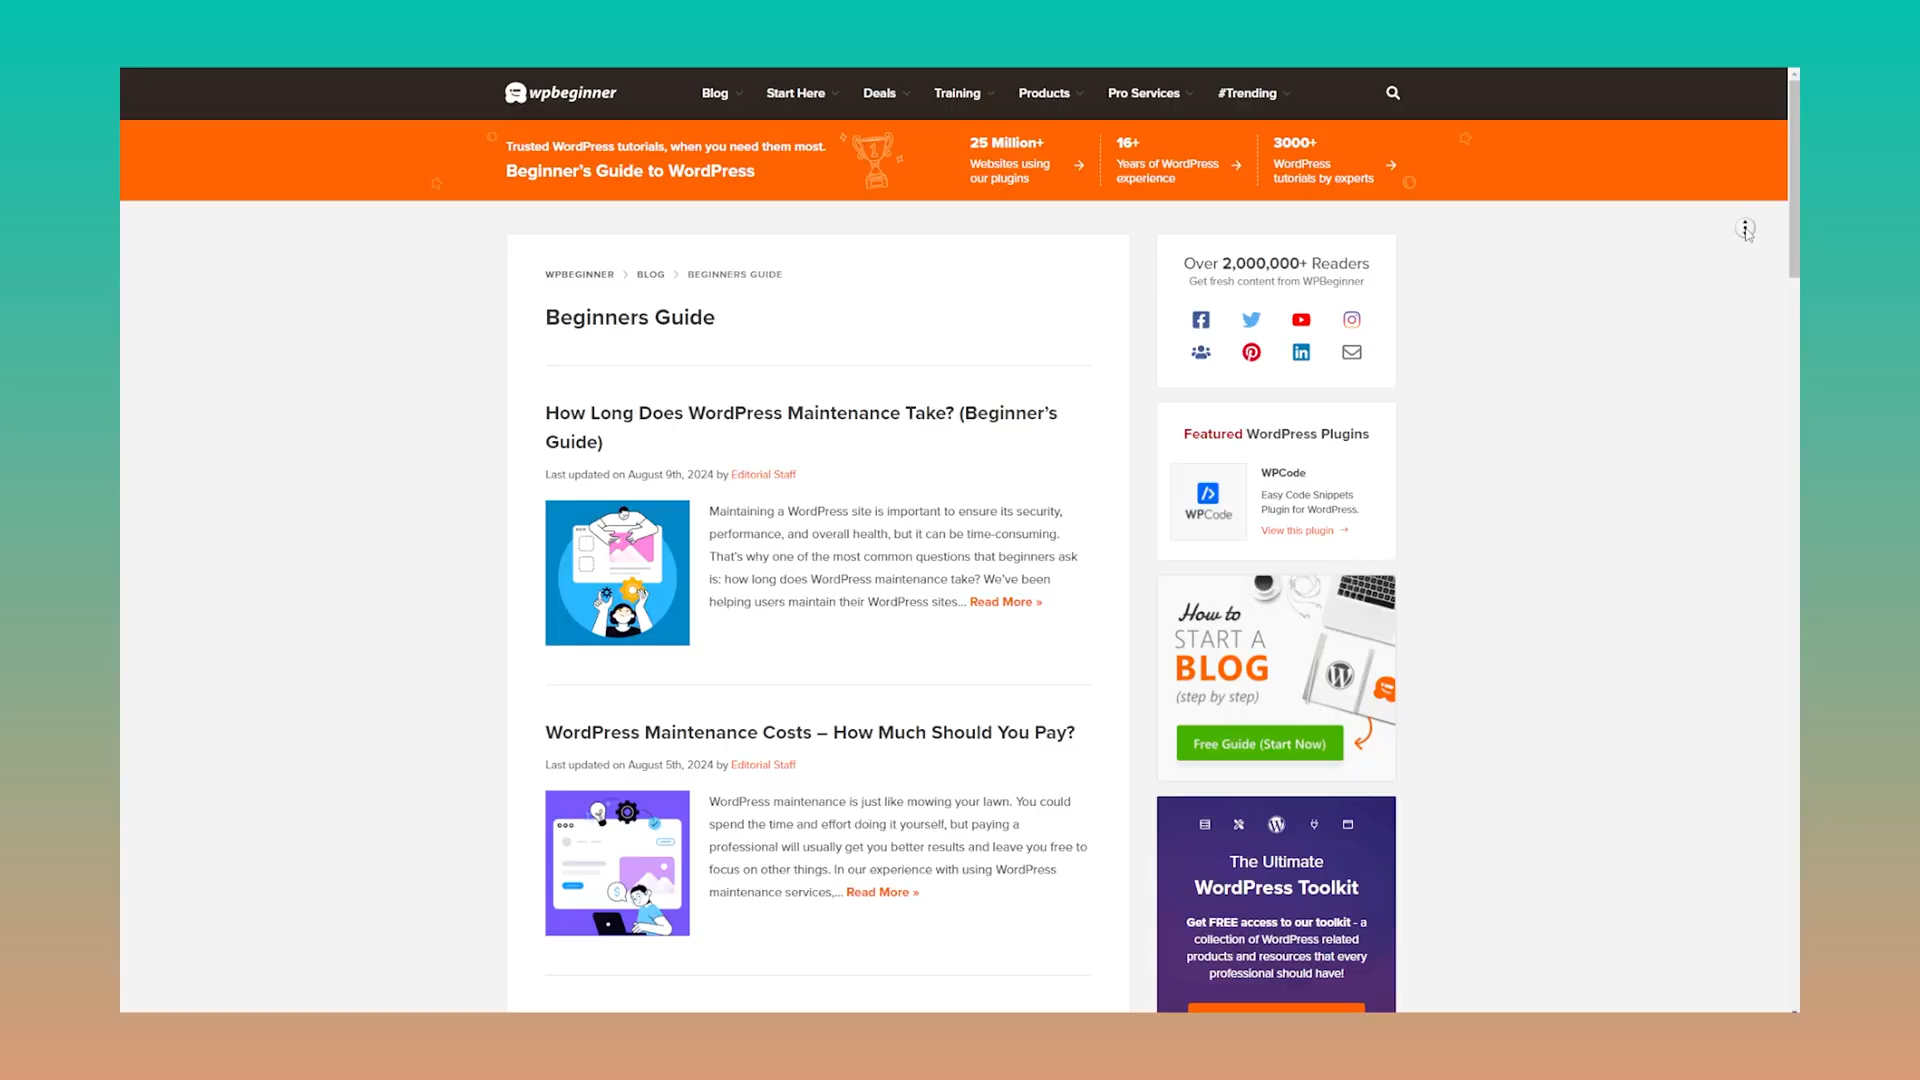 wpbeginner
Blog Start Here Deals Training Products Pro Services #Trending
Trusted WordPress tutorials, when you need them most.
Beginner's Guide to WordPress
1
25 Million+
Websites using
our plugins
16+
Years of WordPress
experience
3000+
WordPress
tutorials by experts
WPBEGINNER > BLOG > BEGINNERS GUIDE
Beginners Guide
How Long Does WordPress Maintenance Take? (Beginner's
Guide)
Last updated on August 9th, 2024 by Editorial Staff
Maintaining a WordPress site is important to ensure its security,
performance, and overall health, but it can be time-consuming.
That's why one of the most common questions that beginners ask
is: how long does WordPress maintenance take? We've been
helping users maintain their WordPress sites... Read More »
WordPress Maintenance Costs – How Much Should You Pay?
Last updated on August 5th, 2024 by Editorial Staff
WordPress maintenance is just like mowing your lawn. You could
spend the time and effort doing it yourself, but paying a
professional will usually get you better results and leave you free to
focus on other things. In our experience with using WordPress
maintenance services,... Read More »
Over 2,000,000+ Readers
Get fresh content from WPBeginner
Featured WordPress Plugins
WPCode
WPCode
Easy Code Snippets
Plugin for WordPress.
View this plugin →
How to
START A
BLOG
(step by step)
Free Guide (Start Now)
The Ultimate
WordPress Toolkit
Get FREE access to our toolkit - a
collection of WordPress related
products and resources that every
professional should have!